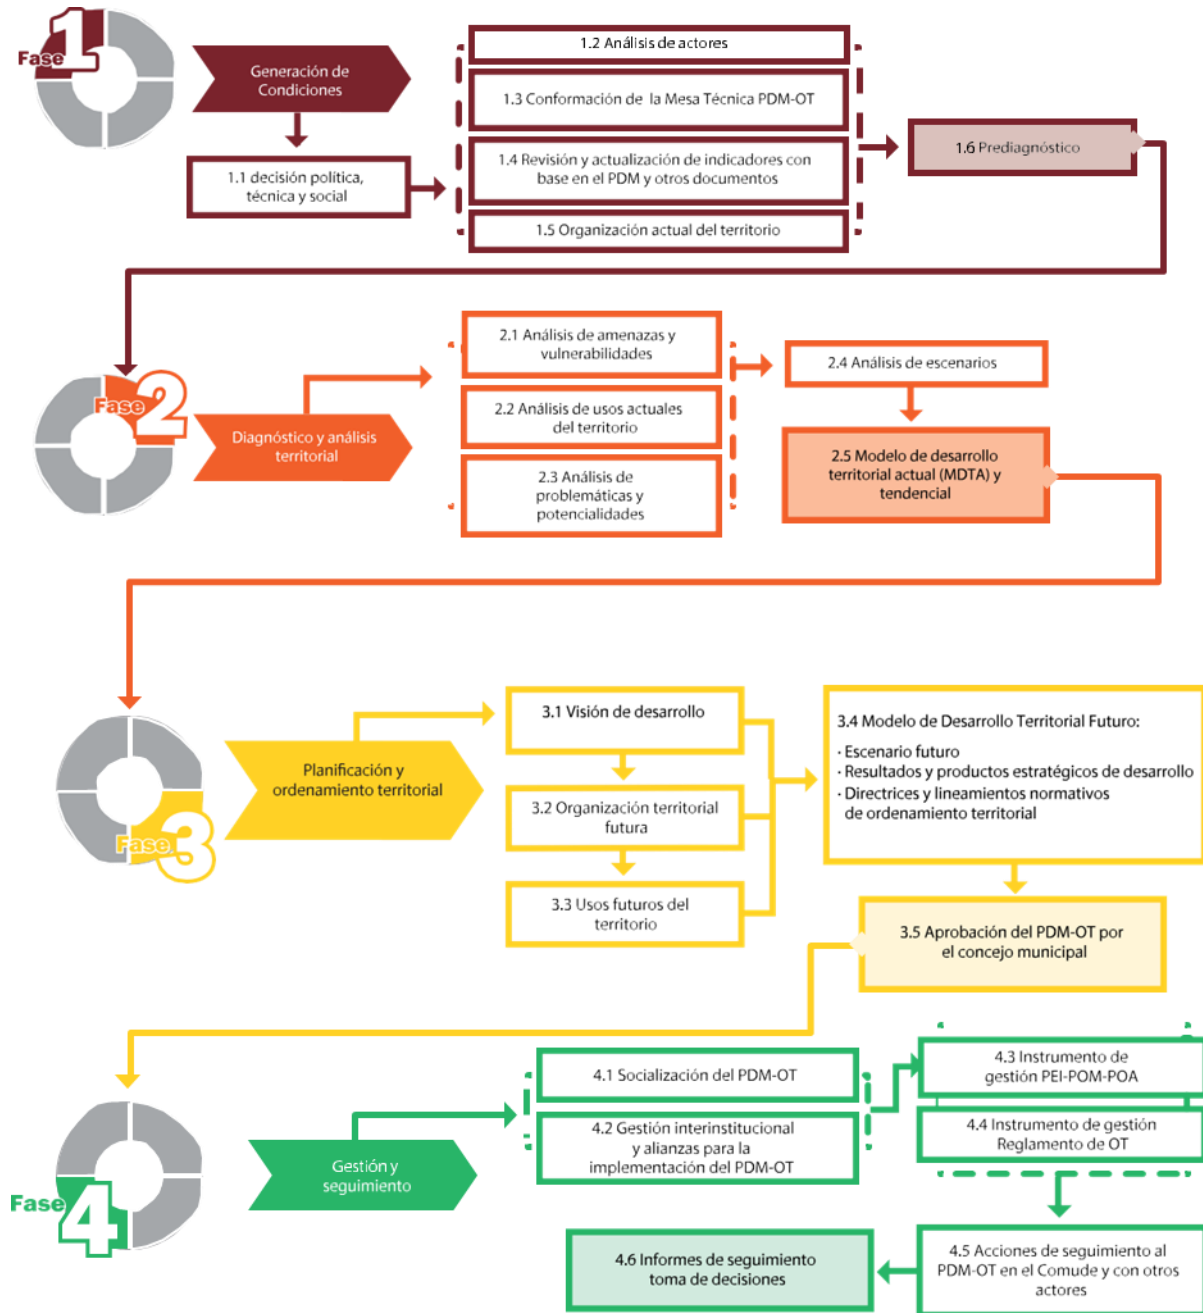 Fase 1
Generación de
Condiciones
1.1 decisión política,
técnica y social
1.2 Análisis de actores
1.3 Conformación de la Mesa Técnica PDM-OT
1.4 Revisión y actualización de indicadores con
base en el PDM y otros documentos
1.5 Organización actual del territorio
1.6 Prediagnóstico
Fase 2
Diagnóstico y análisis
territorial
2.1 Análisis de amenazas y
vulnerabilidades
2.2 Análisis de usos actuales
del territorio
2.3 Análisis de
problemáticas y
potencialidades
2.4 Análisis de escenarios
2.5 Modelo de desarrollo
territorial actual (MDTA) y
tendencial
Fase 3
Planificación y
ordenamiento territorial
3.1 Visión de desarrollo
3.2 Organización territorial
futura
3.3 Usos futuros del
territorio
3.4 Modelo de Desarrollo Territorial Futuro:
· Escenario futuro
· Resultados y productos estratégicos de desarrollo
· Directrices y lineamientos normativos
de ordenamiento territorial
3.5 Aprobación del PDM-OT por
el concejo municipal
Fase 4
Gestión y
seguimiento
4.1 Socialización del PDM-OT
4.2 Gestión interinstitucional
y alianzas para la
implementación del PDM-OT
4.3 Instrumento de
gestión PEI-POM-POA
4.4 Instrumento de gestión
Reglamento de OT
4.5 Acciones de seguimiento al
PDM-OT en el Comude y con otros
actores
4.6 Informes de seguimiento
toma de decisiones